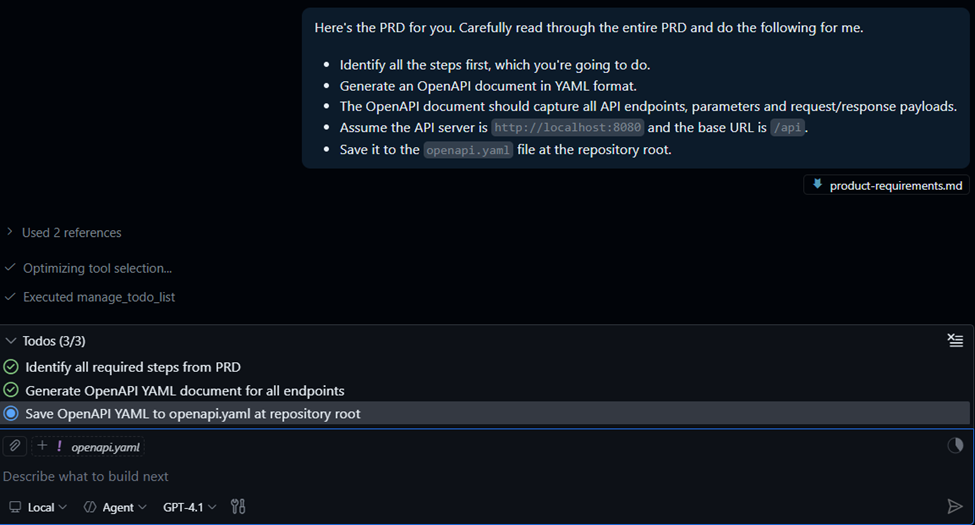 Here's the PRD for you. Carefully read through the entire PRD and do the following for me.
• Identify all the steps first, which you're going to do.
• Generate an OpenAPI document in YAML format.
• The OpenAPI document should capture all API endpoints, parameters and request/response payloads.
• Assume the API server is http://localhost:8080 and the base URL is /api.
• Save it to the openapi.yaml file at the repository root.
product-requirements.md
Used 2 references
Optimizing tool selection...
Executed manage_todo_list
Todos (3/3)
Identify all required steps from PRD
Generate OpenAPI YAML document for all endpoints
Save OpenAPI YAML to openapi.yaml at repository root
+ ! openapi.yaml
Describe what to build next
Local Agent GPT-4.1